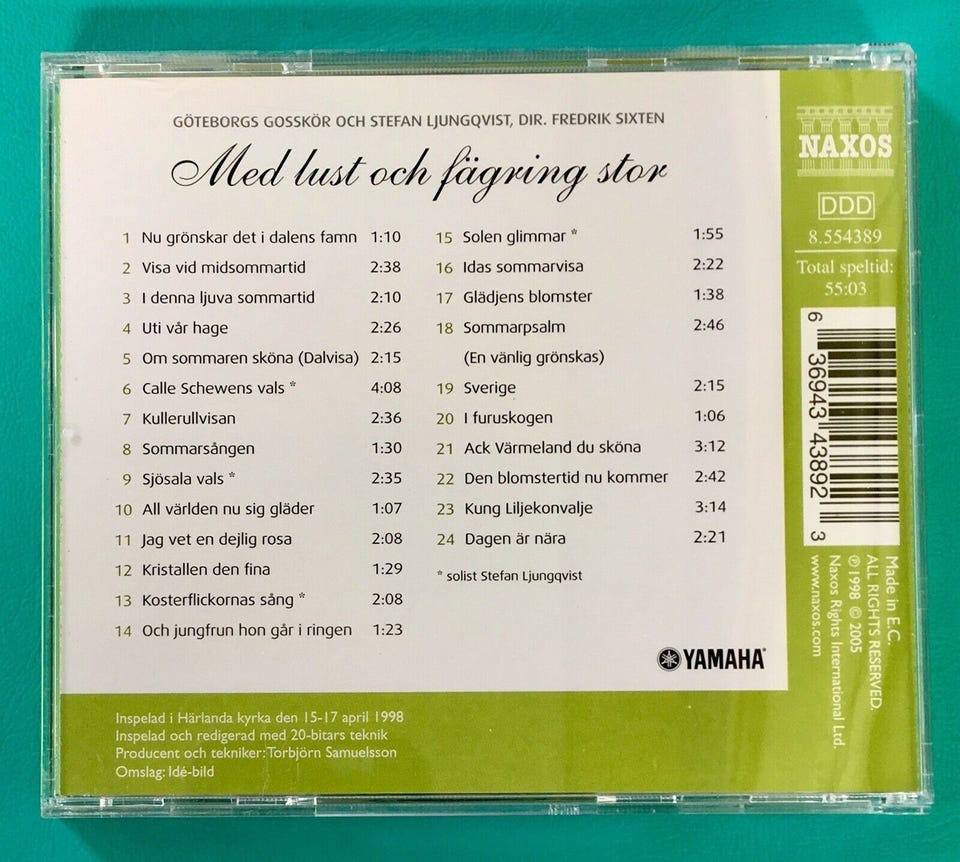 GÖTEBORGS GOSSKÖR OCH STEFAN LJUNGQVIST, DIR. FREDRIK SIXTEN
Med lust och fägring stor
1 Nu grönskar det i dalens famn 1:10
2 Visa vid midsommartid 2:38
3 I denna ljuva sommartid 2:10
4 Uti vår hage 2:26
5 Om sommaren sköna (Dalvisa) 2:15
6 Calle Schewens vals * 4:08
7 Kullerullvisan 2:36
8 Sommarsången 1:30
9 Sjösala vals * 2:35
10 All världen nu sig gläder 1:07
11 Jag vet en dejlig rosa 2:08
12 Kristallen den fina 1:29
13 Kosterflickornas sång * 2:08
14 Och jungfrun hon går i ringen 1:23
15 Solen glimmar * 1:55
16 Idas sommarvisa 2:22
17 Glädjens blomster 1:38
18 Sommarpsalm 2:46
(En vänlig grönskas)
19 Sverige 2:15
20 I furuskogen 1:06
21 Ack Värmeland du sköna 3:12
22 Den blomstertid nu kommer 2:42
23 Kung Liljekonvalje 3:14
24 Dagen är nära 2:21
* solist Stefan Ljungqvist
YAMAHA
Inspelad i Härlanda kyrka den 15-17 april 1998
Inspelad och redigerad med 20-bitars teknik
Producent och tekniker: Torbjörn Samuelsson
Omslag: Idé-bild
NAXOS
DDD
8.554389
Total speltid:
55:03
6 36943 43892 3
Made in E.C.
ALL RIGHTS RESERVED.
℗ 1998 © 2005
Naxos Rights International Ltd.
www.naxos.com